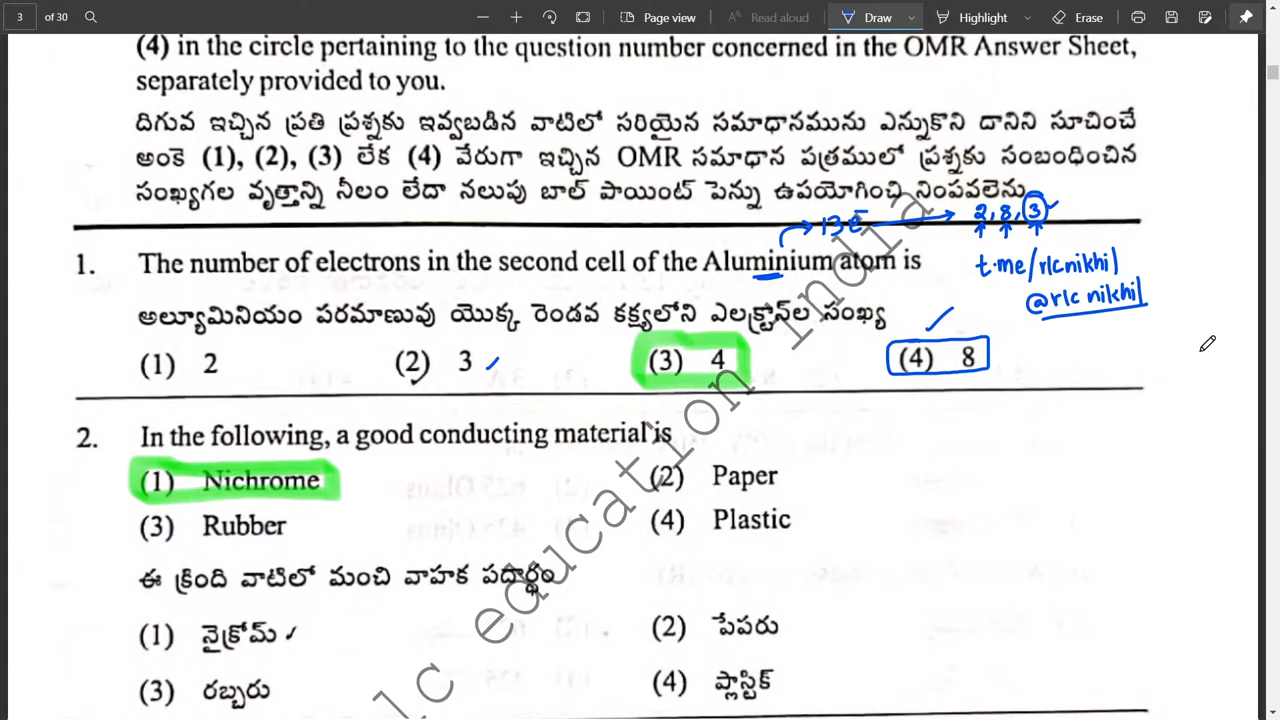 3 of 30 Page view Read aloud Draw Highlight Erase
(4) in the circle pertaining to the question number concerned in the OMR Answer Sheet,
separately provided to you.
దిగువ ఇచ్చిన ప్రతి ప్రశ్నకు ఇవ్వబడిన వాటిలో సరియైన సమాధానమును ఎన్నుకొని దానిని సూచించే
అంకె (1), (2), (3) లేక (4) వేరుగా ఇచ్చిన OMR సమాధాన పత్రములో ప్రశ్నకు సంబంధించిన
సంఖ్యగల వృత్తాన్ని నీలం లేదా నలుపు బాల్ పాయింట్ పెన్ను ఉపయోగించి నింపవలెను
13e̅ 2, 8, 3
1. The number of electrons in the second cell of the Aluminium atom is
t.me/rlcnikhil
@rlc nikhil
అల్యూమినియం పరమాణువు యొక్క రెండవ కక్ష్యలోని ఎలక్ట్రాన్‌ల సంఖ్య
(1) 2 (2) 3 (3) 4 (4) 8
2. In the following, a good conducting material is
(1) Nichrome (2) Paper
(3) Rubber (4) Plastic
ఈ క్రింది వాటిలో మంచి వాహక పదార్థం
(1) నైక్రోమ్ (2) పేపరు
(3) రబ్బరు (4) ప్లాస్టిక్
lc education india